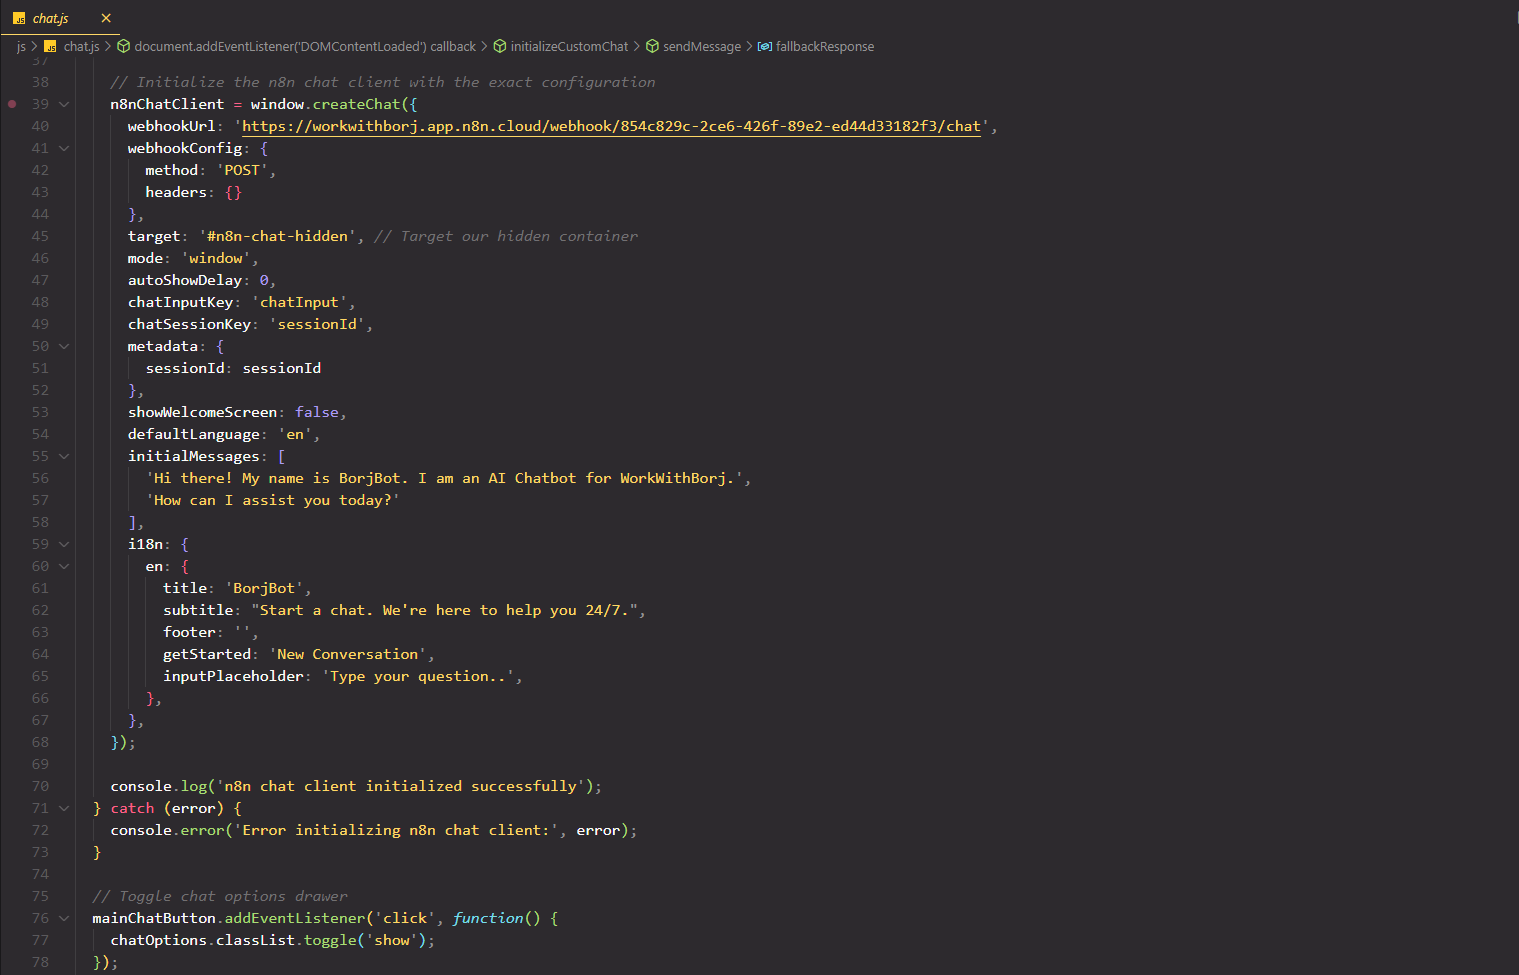 JS chat.js ×
js > JS chat.js > document.addEventListener('DOMContentLoaded') callback > initializeCustomChat > sendMessage > fallbackResponse
37
38 // Initialize the n8n chat client with the exact configuration
39 n8nChatClient = window.createChat({
40 webhookUrl: 'https://workwithborj.app.n8n.cloud/webhook/854c829c-2ce6-426f-89e2-ed44d33182f3/chat',
41 webhookConfig: {
42 method: 'POST',
43 headers: {}
44 },
45 target: '#n8n-chat-hidden', // Target our hidden container
46 mode: 'window',
47 autoShowDelay: 0,
48 chatInputKey: 'chatInput',
49 chatSessionKey: 'sessionId',
50 metadata: {
51 sessionId: sessionId
52 },
53 showWelcomeScreen: false,
54 defaultLanguage: 'en',
55 initialMessages: [
56 'Hi there! My name is BorjBot. I am an AI Chatbot for WorkWithBorj.',
57 'How can I assist you today?'
58 ],
59 i18n: {
60 en: {
61 title: 'BorjBot',
62 subtitle: "Start a chat. We're here to help you 24/7.",
63 footer: '',
64 getStarted: 'New Conversation',
65 inputPlaceholder: 'Type your question..',
66 },
67 },
68 });
69
70 console.log('n8n chat client initialized successfully');
71 } catch (error) {
72 console.error('Error initializing n8n chat client:', error);
73 }
74
75 // Toggle chat options drawer
76 mainChatButton.addEventListener('click', function() {
77 chatOptions.classList.toggle('show');
78 });